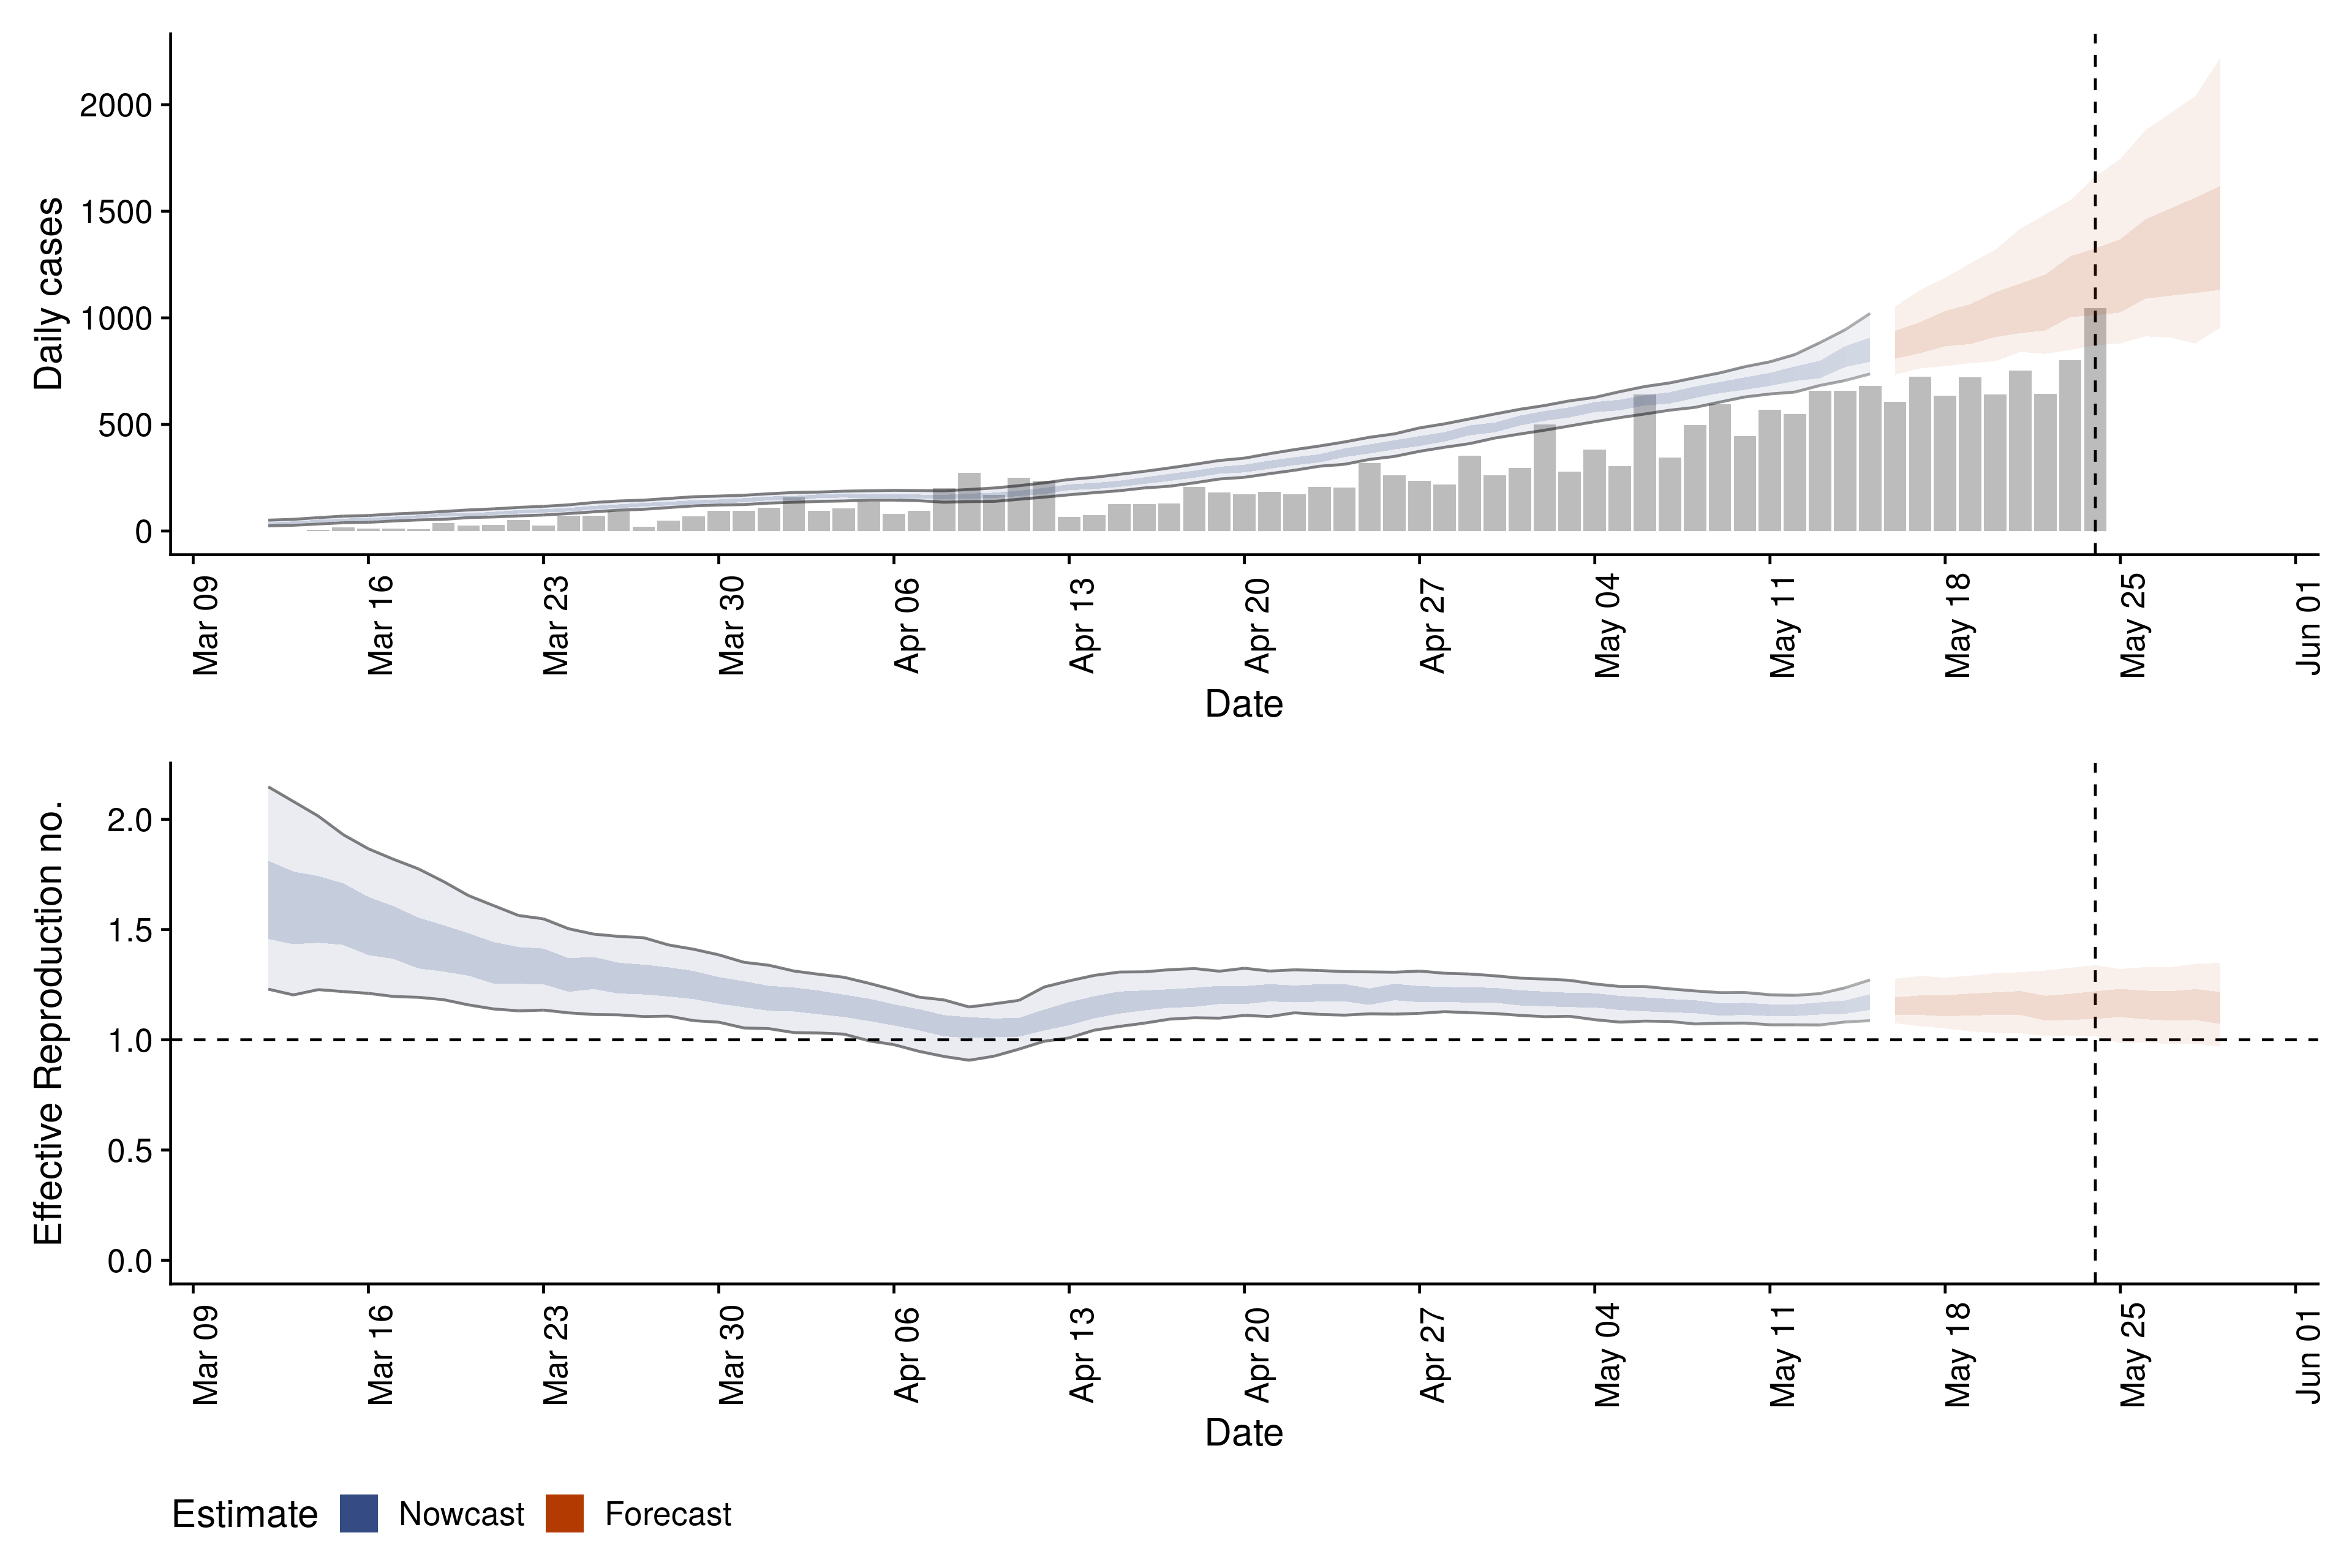 Daily cases
2000
1500
1000
500
0
Mar 09 Mar 16 Mar 23 Mar 30 Apr 06 Apr 13 Apr 20 Apr 27 May 04 May 11 May 18 May 25 Jun 01
Date
Effective Reproduction no.
2.0
1.5
1.0
0.5
0.0
Mar 09 Mar 16 Mar 23 Mar 30 Apr 06 Apr 13 Apr 20 Apr 27 May 04 May 11 May 18 May 25 Jun 01
Date
Estimate Nowcast Forecast